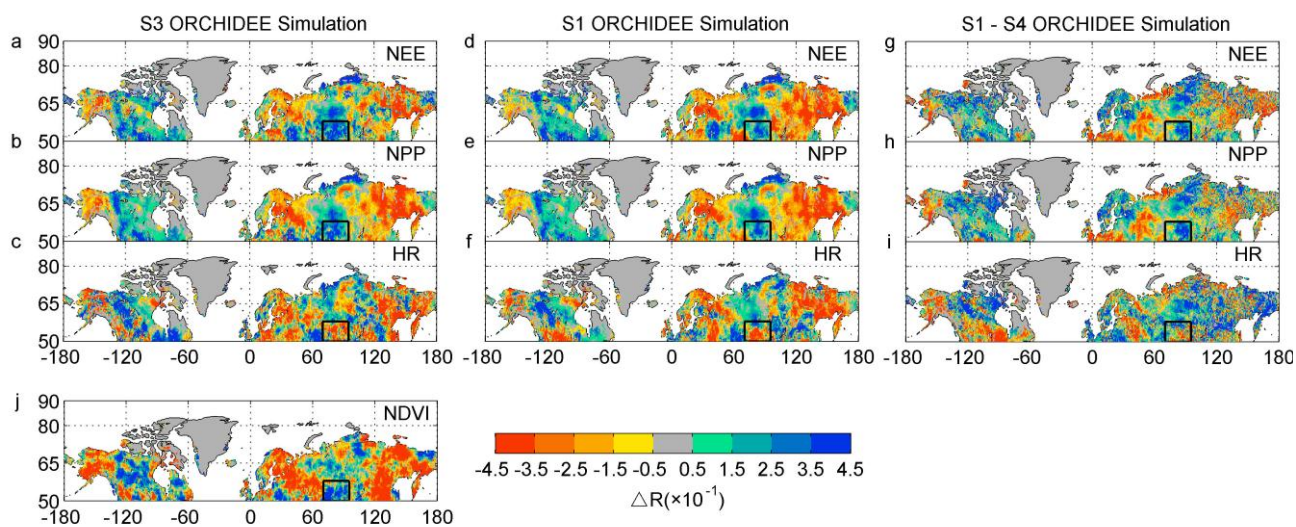 S3 ORCHIDEE Simulation S1 ORCHIDEE Simulation S1 - S4 ORCHIDEE Simulation
a 90 NEE d NEE g NEE
80
65
b 50 NPP e NPP h NPP
80
65
c 50 HR f HR i HR
80
65
50
-180 -120 -60 0 60 120 180 -180 -120 -60 0 60 120 180 -180 -120 -60 0 60 120 180
j 90 NDVI
80
65
50
-180 -120 -60 0 60 120 180
-4.5 -3.5 -2.5 -1.5 -0.5 0.5 1.5 2.5 3.5 4.5
△R(×10⁻¹)